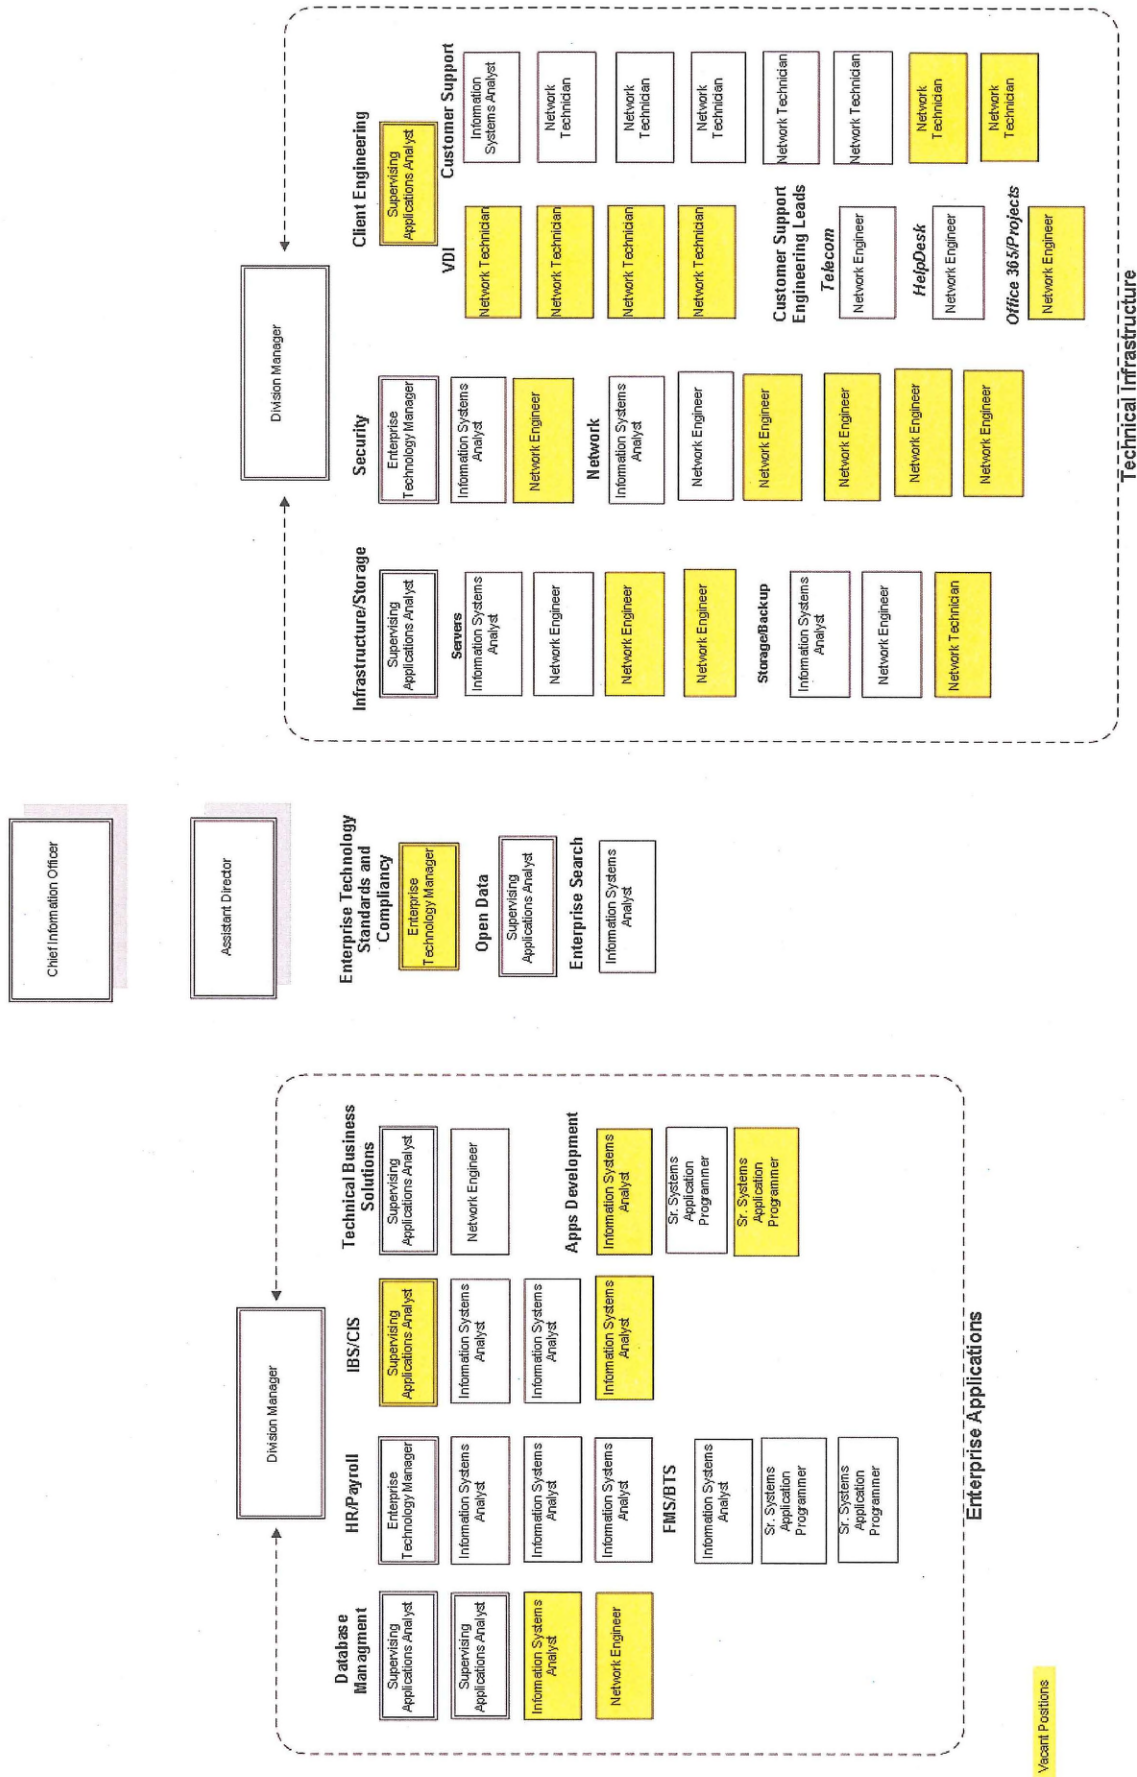 Chief Information Officer
Assistant Director
Enterprise Technology
Standards and
Compliancy
Enterprise
Technology Manager
Open Data
Supervising
Applications Analyst
Enterprise Search
Information Systems
Analyst
Division Manager
Database
Managment
Supervising
Applications Analyst
Supervising
Applications Analyst
Information Systems
Analyst
Network Engineer
HR/Payroll
Enterprise
Technology Manager
Information Systems
Analyst
Information Systems
Analyst
Information Systems
Analyst
FMS/BTS
Information Systems
Analyst
Sr. Systems
Application
Programmer
Sr. Systems
Application
Programmer
IBS/CIS
Supervising
Applications Analyst
Information Systems
Analyst
Information Systems
Analyst
Information Systems
Analyst
Technical Business
Solutions
Supervising
Applications Analyst
Network Engineer
Apps Development
Information Systems
Analyst
Sr. Systems
Application
Programmer
Sr. Systems
Application
Programmer
Enterprise Applications
Division Manager
Infrastructure/Storage
Supervising
Applications Analyst
Servers
Information Systems
Analyst
Network Engineer
Network Engineer
Network Engineer
Storage/Backup
Information Systems
Analyst
Network Engineer
Network Technician
Security
Enterprise
Technology Manager
Information Systems
Analyst
Network Engineer
Network
Information Systems
Analyst
Network Engineer
Network Engineer
Network Engineer
Network Engineer
Network Engineer
Client Engineering
Supervising
Applications Analyst
VDI
Network Technician
Network Technician
Network Technician
Network Technician
Customer Support
Engineering Leads
Telecom
Network Engineer
HelpDesk
Network Engineer
Office 365/Projects
Network Engineer
Customer Support
Information
Systems Analyst
Network
Technician
Network
Technician
Network
Technician
Network Technician
Network Technician
Network
Technician
Network
Technician
Technical Infrastructure
Vacant Positions